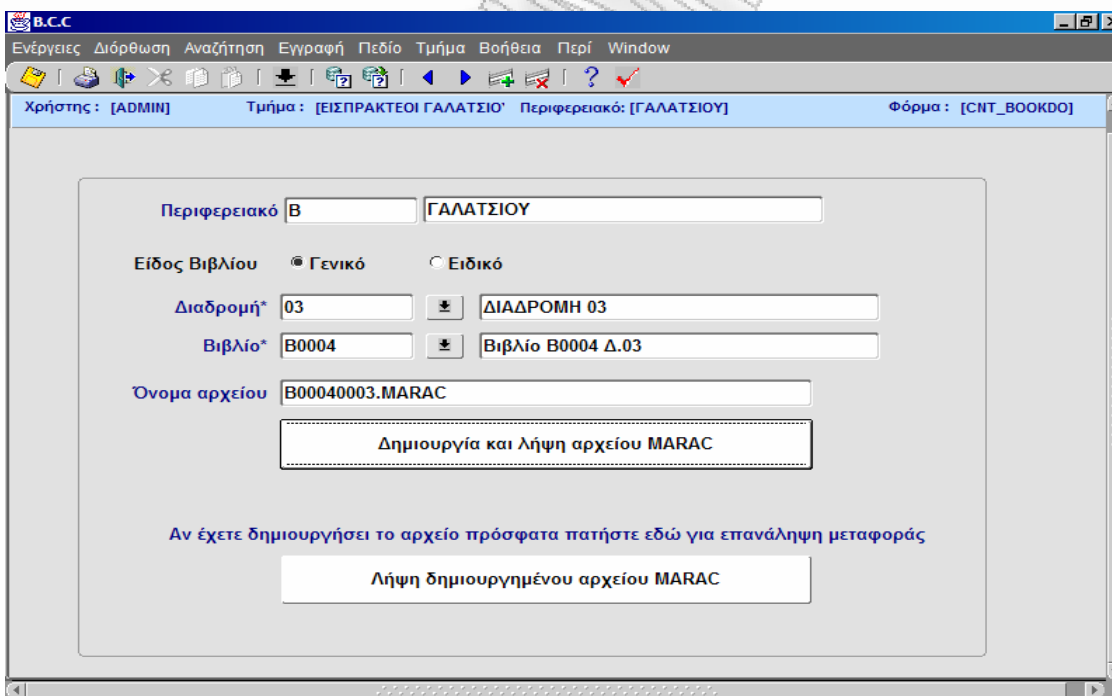 B.C.C
Ενέργειες Διόρθωση Αναζήτηση Εγγραφή Πεδίο Τμήμα Βοήθεια Περί Window
Χρήστης : [ADMIN] Τμήμα : [ΕΙΣΠΡΑΚΤΕΟΙ ΓΑΛΑΤΣΙΟ' Περιφερειακό: [ΓΑΛΑΤΣΙΟΥ] Φόρμα : [CNT_BOOKDO]
Περιφερειακό Β ΓΑΛΑΤΣΙΟΥ
Είδος Βιβλίου Γενικό Ειδικό
Διαδρομή* 03 ΔΙΑΔΡΟΜΗ 03
Βιβλίο* B0004 Βιβλίο B0004 Δ.03
Όνομα αρχείου B00040003.MARAC
Δημιουργία και λήψη αρχείου MARAC
Αν έχετε δημιουργήσει το αρχείο πρόσφατα πατήστε εδώ για επανάληψη μεταφοράς
Λήψη δημιουργημένου αρχείου MARAC